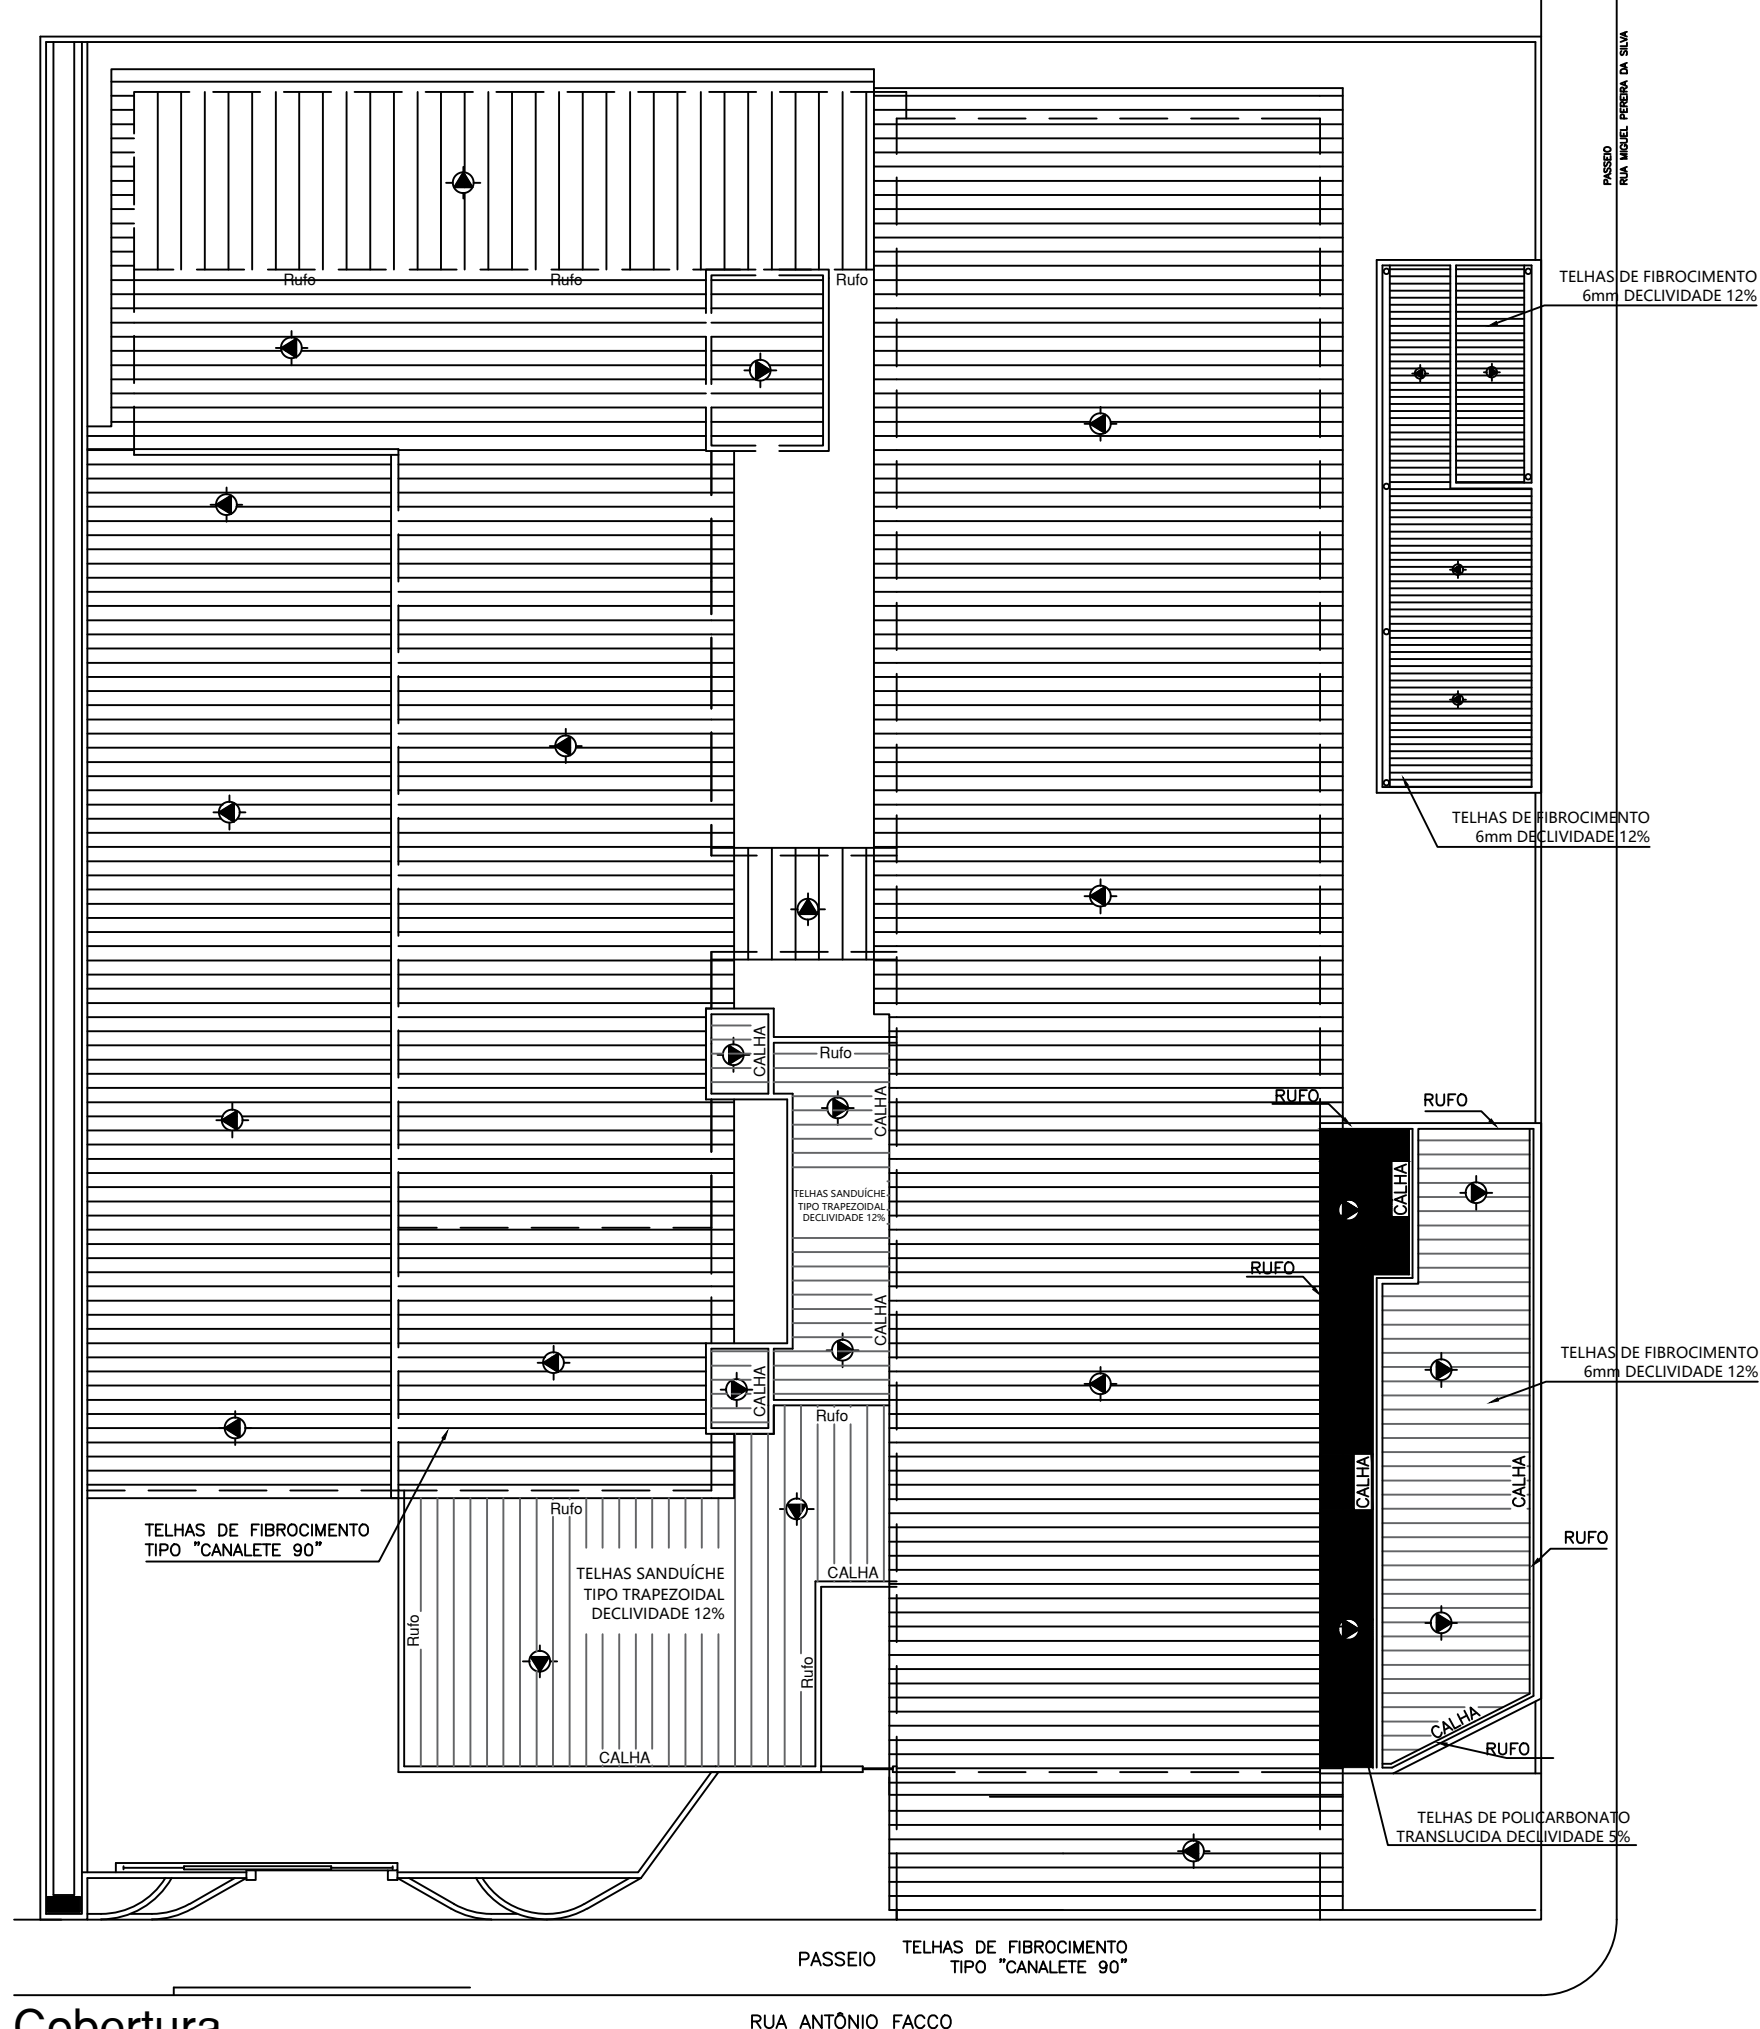 PASSEIO
RUA MIGUEL PEREIRA DA SILVA
Rufo
Rufo
Rufo
TELHAS DE FIBROCIMENTO
6mm DECLIVIDADE 12%
TELHAS DE FIBROCIMENTO
6mm DECLIVIDADE 12%
CALHA
Rufo
CALHA
RUFO
RUFO
CALHA
TELHAS SANDUÍCHE
TIPO TRAPEZOIDAL
DECLIVIDADE 12%
RUFO
CALHA
CALHA
TELHAS DE FIBROCIMENTO
6mm DECLIVIDADE 12%
Rufo
CALHA
CALHA
Rufo
TELHAS DE FIBROCIMENTO
TIPO "CANALETE 90"
RUFO
TELHAS SANDUÍCHE
TIPO TRAPEZOIDAL
DECLIVIDADE 12%
CALHA
Rufo
Rufo
CALHA
RUFO
CALHA
TELHAS DE POLICARBONATO
TRANSLUCIDA DECLIVIDADE 5%
PASSEIO
TELHAS DE FIBROCIMENTO
TIPO "CANALETE 90"
Cobertura
RUA ANTÔNIO FACCO